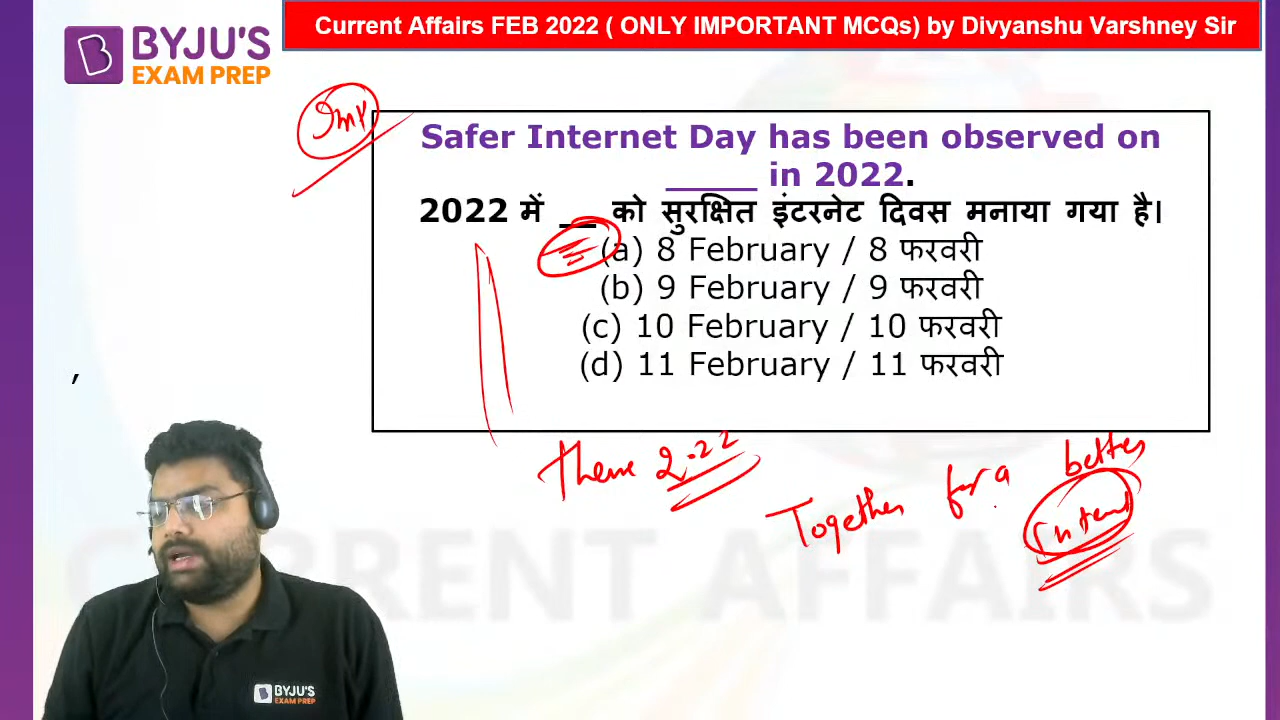 Current Affairs FEB 2022 ( ONLY IMPORTANT MCQs) by Divyanshu Varshney Sir
BYJU'S
EXAM PREP
Imp
Safer Internet Day has been observed on
_____ in 2022.
2022 में __ को सुरक्षित इंटरनेट दिवस मनाया गया है।
(a) 8 February / 8 फरवरी
(b) 9 February / 9 फरवरी
(c) 10 February / 10 फरवरी
(d) 11 February / 11 फरवरी
,
Theme 2022
Together for a better
CURRENT AFFAIRS
BYJU'S
EXAM PREP